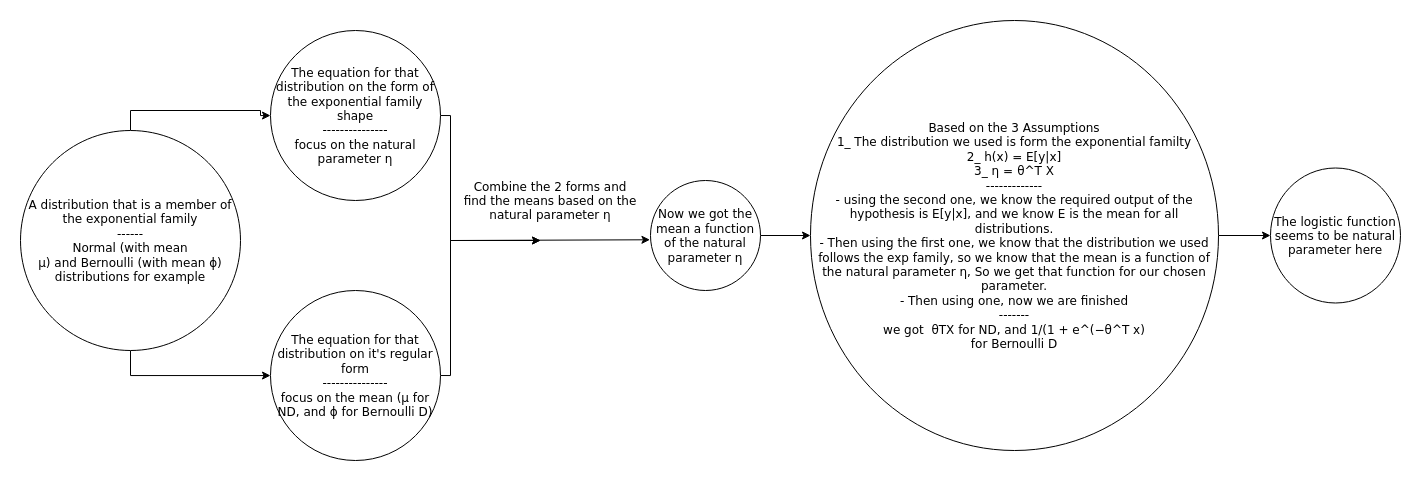 A distribution that is a member of
the exponential family
------
Normal (with mean
μ) and Bernoulli (with mean ϕ)
distributions for example
The equation for that
distribution on the form of
the exponential family
shape
---------------
focus on the natural
parameter η
The equation for that
distribution on it's regular
form
---------------
focus on the mean (μ for
ND, and ϕ for Bernoulli D)
Combine the 2 forms and
find the means based on the
natural parameter η
Now we got the
mean a function
of the natural
parameter η
Based on the 3 Assumptions
1_ The distribution we used is form the exponential familty
2_ h(x) = E[y|x]
3_ η = θ^T X
-------------
- using the second one, we know the required output of the
hypothesis is E[y|x], and we know E is the mean for all
distributions.
- Then using the first one, we know that the distribution we used
follows the exp family, so we know that the mean is a function of
the natural parameter η, So we get that function for our chosen
parameter.
- Then using one, now we are finished
-------
we got  θTX for ND, and 1/(1 + e^(−θ^T x)
for Bernoulli D
The logistic function
seems to be natural
parameter here